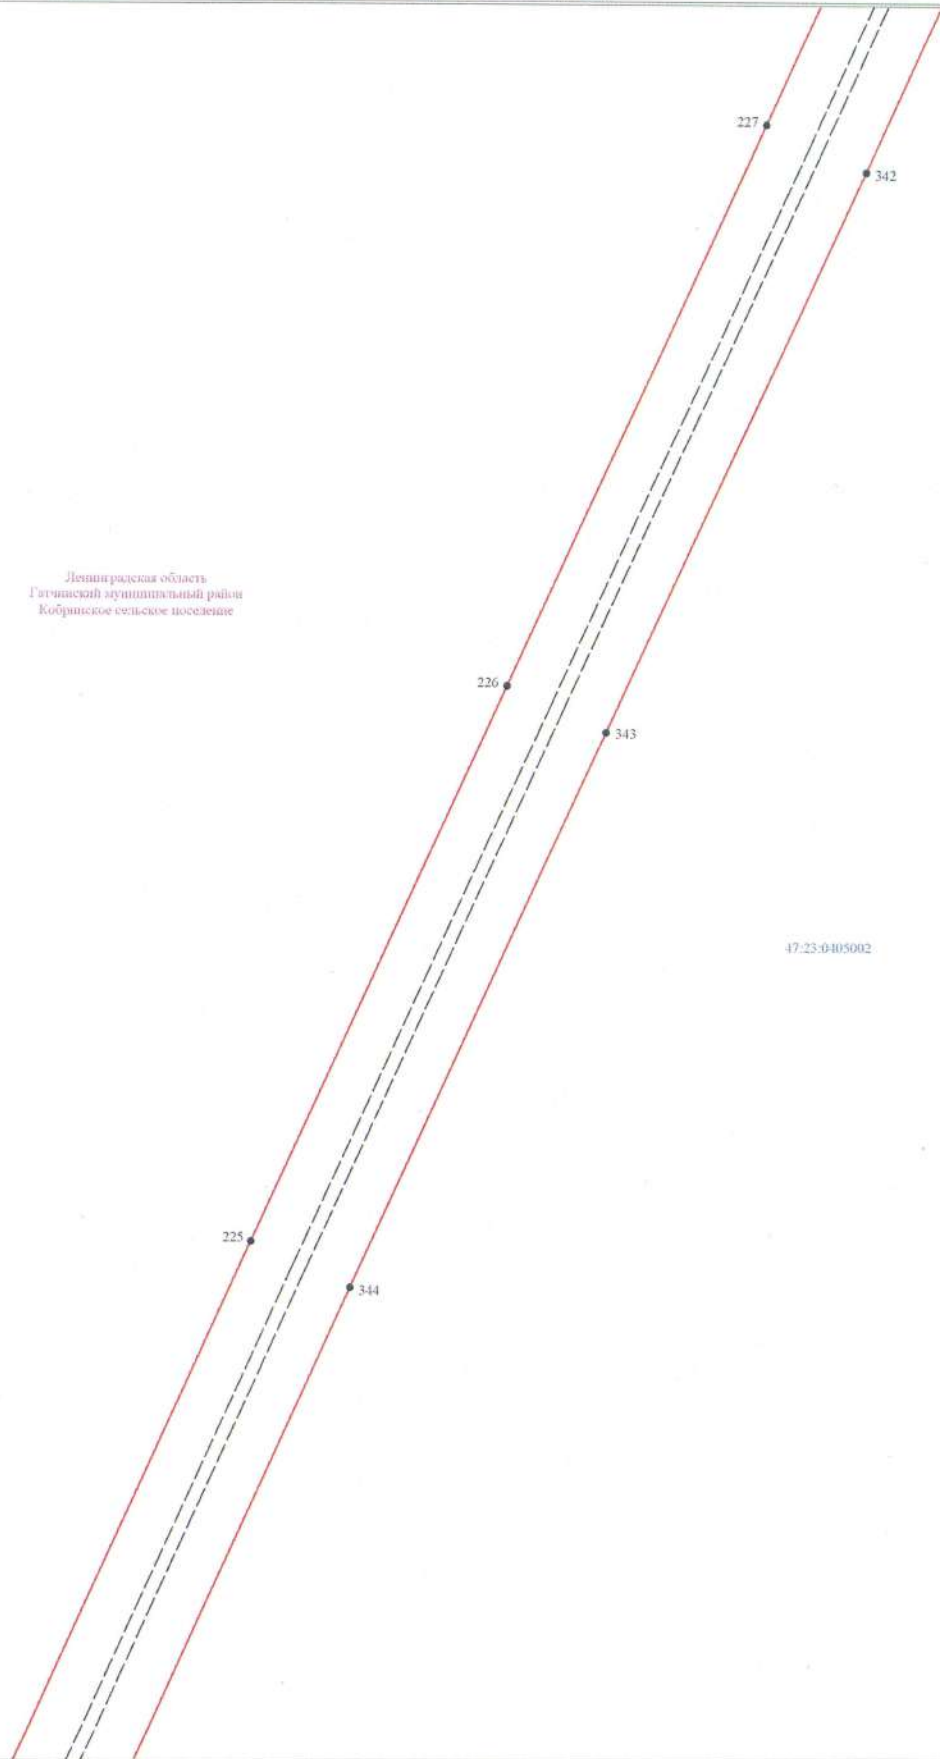 227
342
Ленинградская область
Гатчинский муниципальный район
Кобринское сельское поселение
226
343
47:23:0405002
225
344